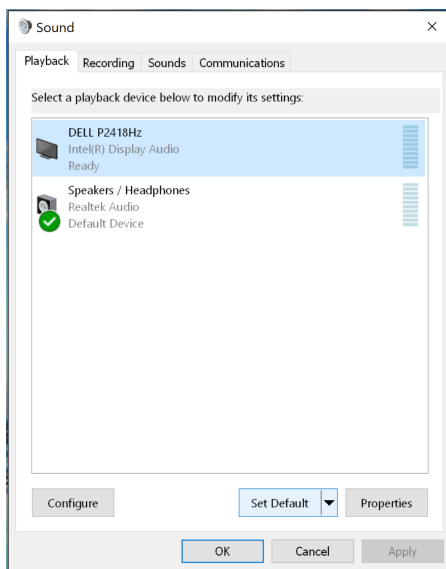 Sound
Playback
Recording
Sounds
Communications
Select a playback device below to modify its settings:
DELL P2418Hz
Intel(R) Display Audio
Ready
Speakers / Headphones
Realtek Audio
Default Device
Configure
Set Default
Properties
OK
Cancel
Apply